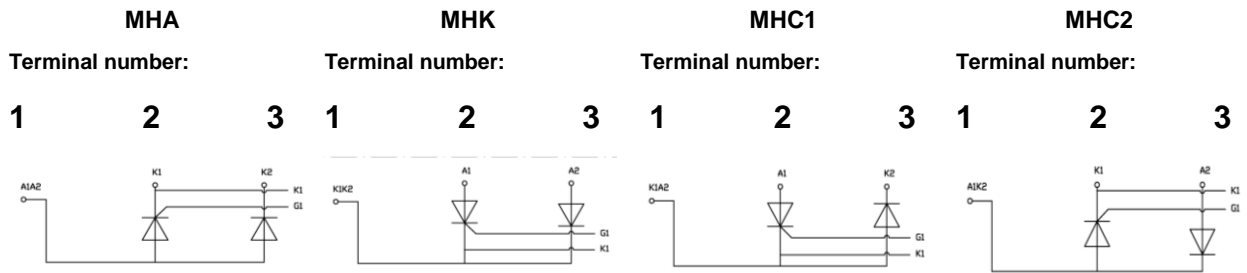 MHA MHK MHC1 MHC2
Terminal number: Terminal number: Terminal number: Terminal number:
1 2 3 1 2 3 1 2 3 1 2 3
K1 K2 A1 A2 A1 K2 K1 A2
A1A2 K1K2 K1A2 A1K2
K1 K1
G1 G1
G1 G1
K1 K1